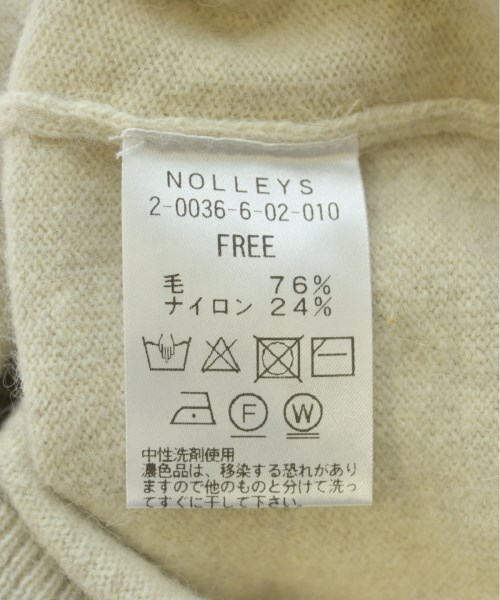 NOLLEYS
2-0036-6-02-010
FREE
毛 76%
ナイロン 24%
F W
中性洗剤使用
濃色品は、移染する恐れがあり
ますので他のものと分けて洗っ
てすぐに干して下さい。